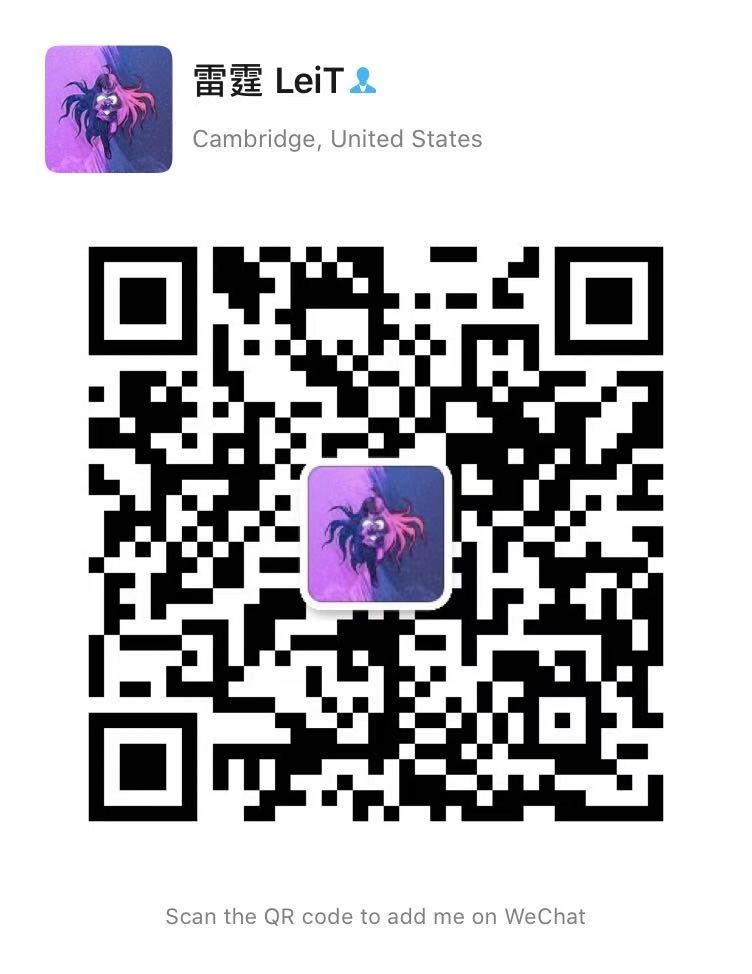 雷霆 LeiT
Cambridge, United States
Scan the QR code to add me on WeChat